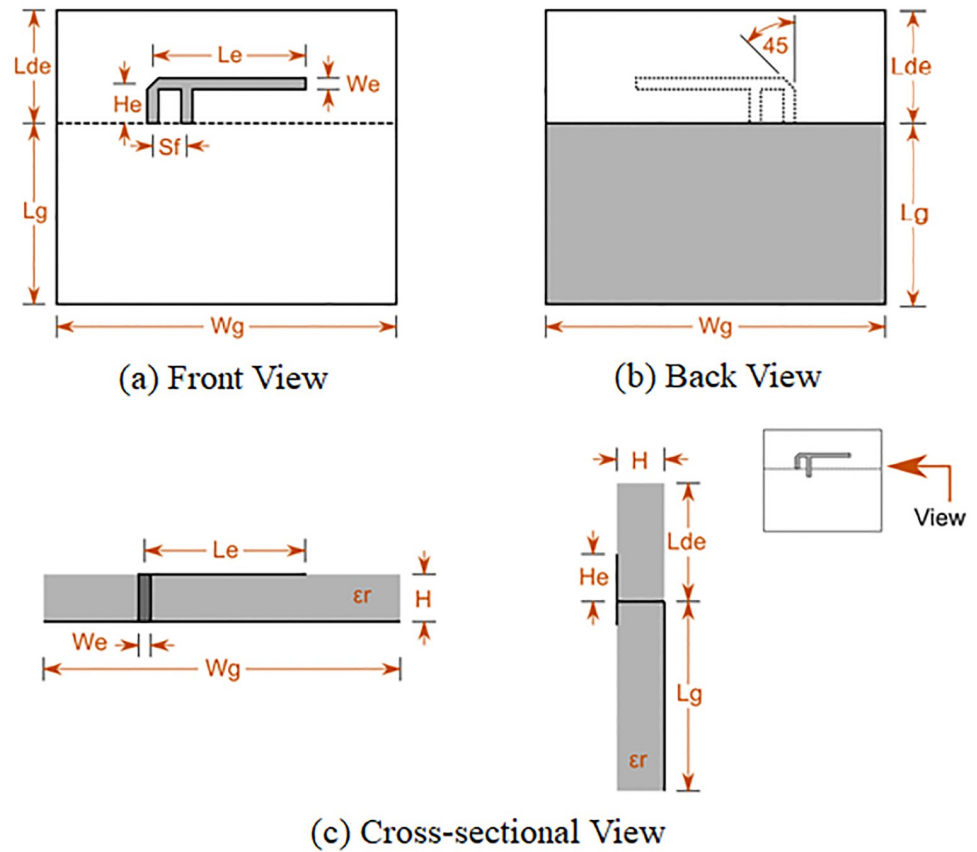 Lde
Le
We
He
Sf
Lg
Wg
(a) Front View
45
Lde
Lg
Wg
(b) Back View
Le
εr
H
We
Wg
H
He
Lde
Lg
εr
View
(c) Cross-sectional View